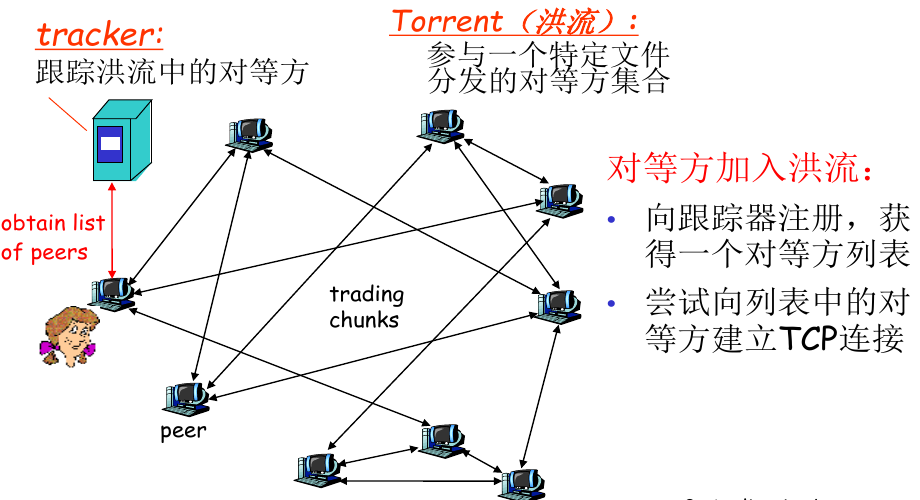 tracker:
跟踪洪流中的对等方
Torrent（洪流）:
参与一个特定文件
分发的对等方集合
对等方加入洪流：
• 向跟踪器注册，获
得一个对等方列表
• 尝试向列表中的对
等方建立TCP连接
obtain list
of peers
trading
chunks
peer